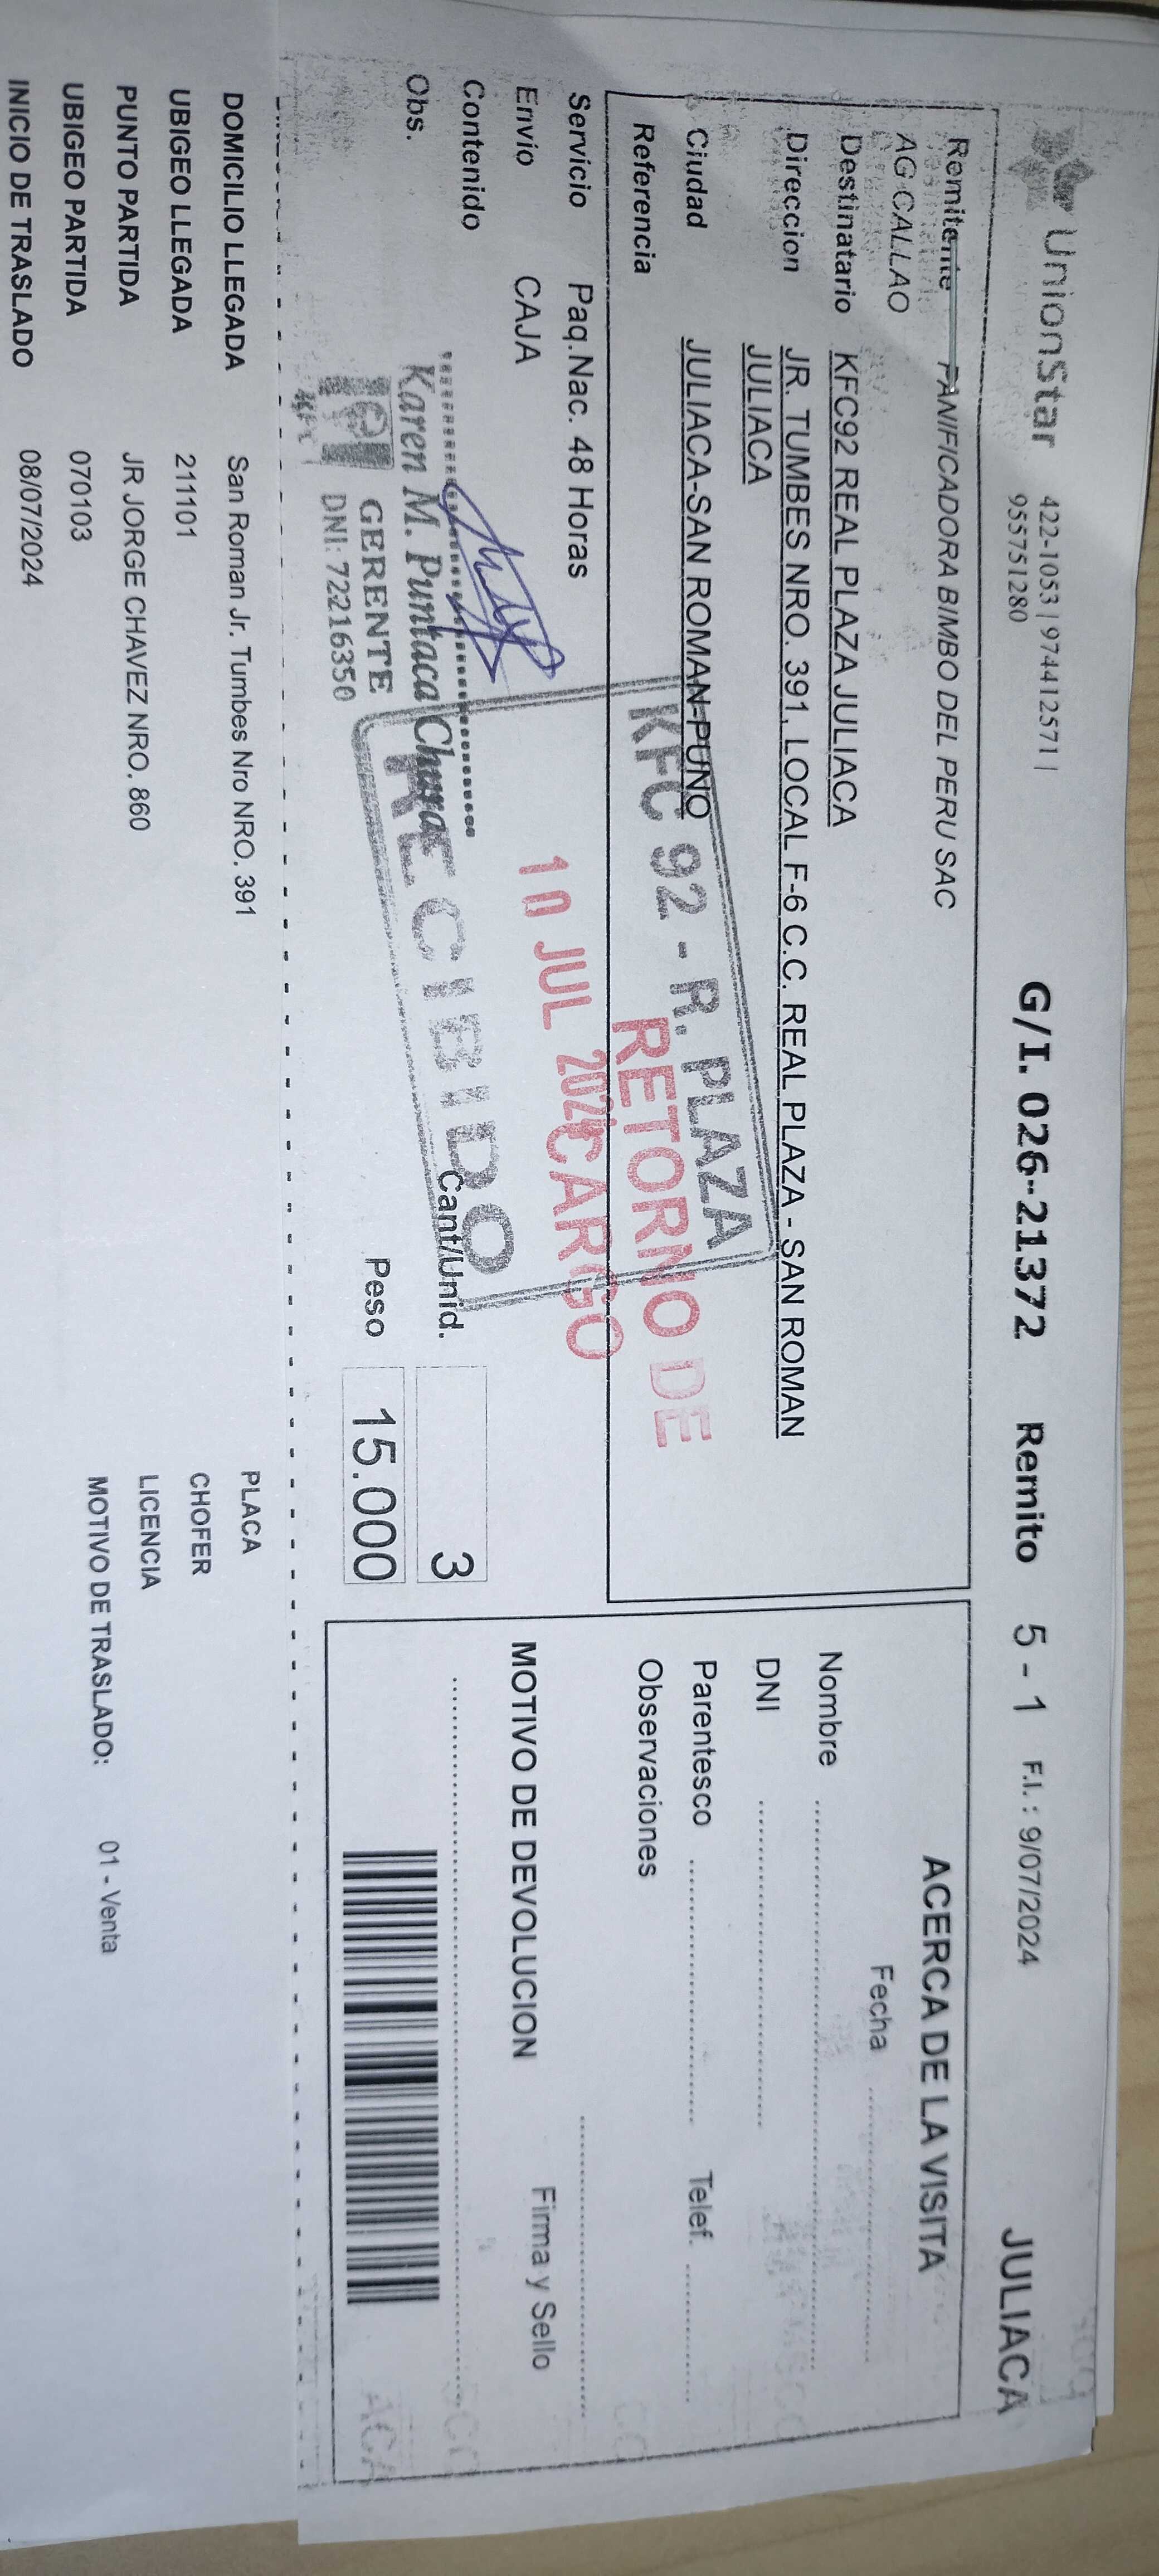 UnionStar 422-1053 | 974412571 |
955751280
G/I. 026-21372 Remito 5 - 1 F.I. : 9/07/2024 JULIACA
Remitente PANIFICADORA BIMBO DEL PERU SAC
AG CALLAO
Destinatario KFC92 REAL PLAZA JULIACA
Direccion JR. TUMBES NRO. 391, LOCAL F-6 C.C. REAL PLAZA - SAN ROMAN
JULIACA
Ciudad JULIACA-SAN ROMAN-PUNO
Referencia
KFC 92 - R. PLAZA
RETORNO DE
CARGO
10 JUL 2024
RECIBIDO
Servicio Paq.Nac. 48 Horas
Envío CAJA
Contenido
Obs.
Cant/Unid. 3
Peso 15.000
Karen M. Puntaca Chura
GERENTE
DNI: 72216350
KFC
ACERCA DE LA VISITA
Fecha
Nombre
DNI
Parentesco Telef.
Observaciones
MOTIVO DE DEVOLUCION Firma y Sello
DOMICILIO LLEGADA San Roman Jr. Tumbes Nro NRO. 391 PLACA
UBIGEO LLEGADA 211101 CHOFER
PUNTO PARTIDA JR JORGE CHAVEZ NRO. 860 LICENCIA
UBIGEO PARTIDA 070103 MOTIVO DE TRASLADO: 01 - Venta
INICIO DE TRASLADO 08/07/2024